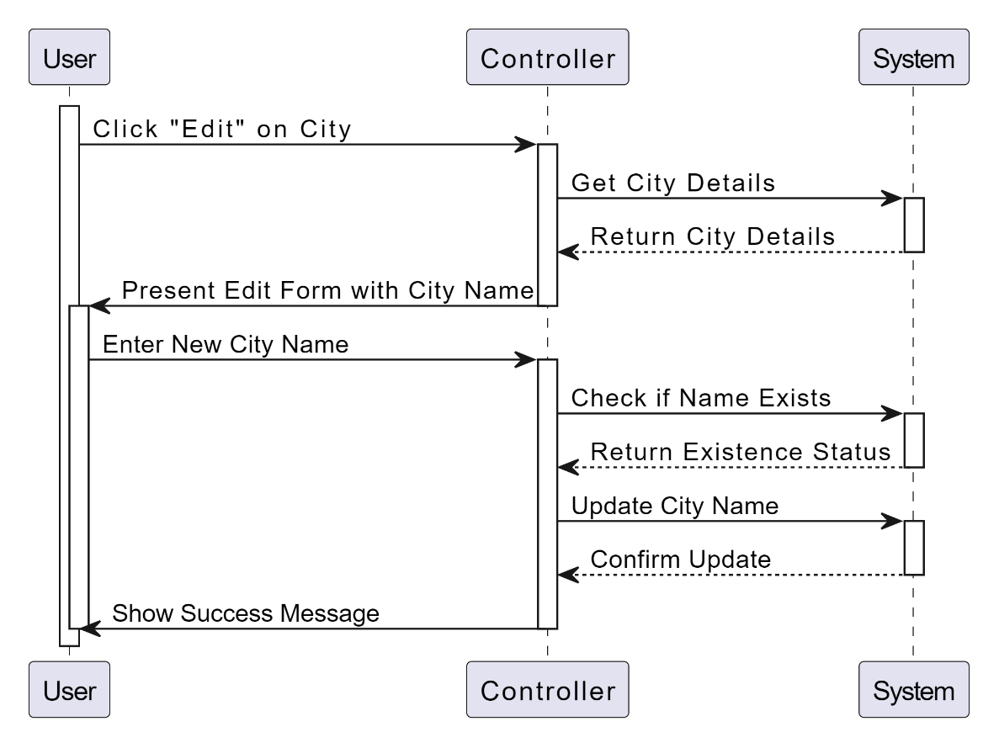 User
Controller
System
Click "Edit" on City
Get City Details
Return City Details
Present Edit Form with City Name
Enter New City Name
Check if Name Exists
Return Existence Status
Update City Name
Confirm Update
Show Success Message
User
Controller
System